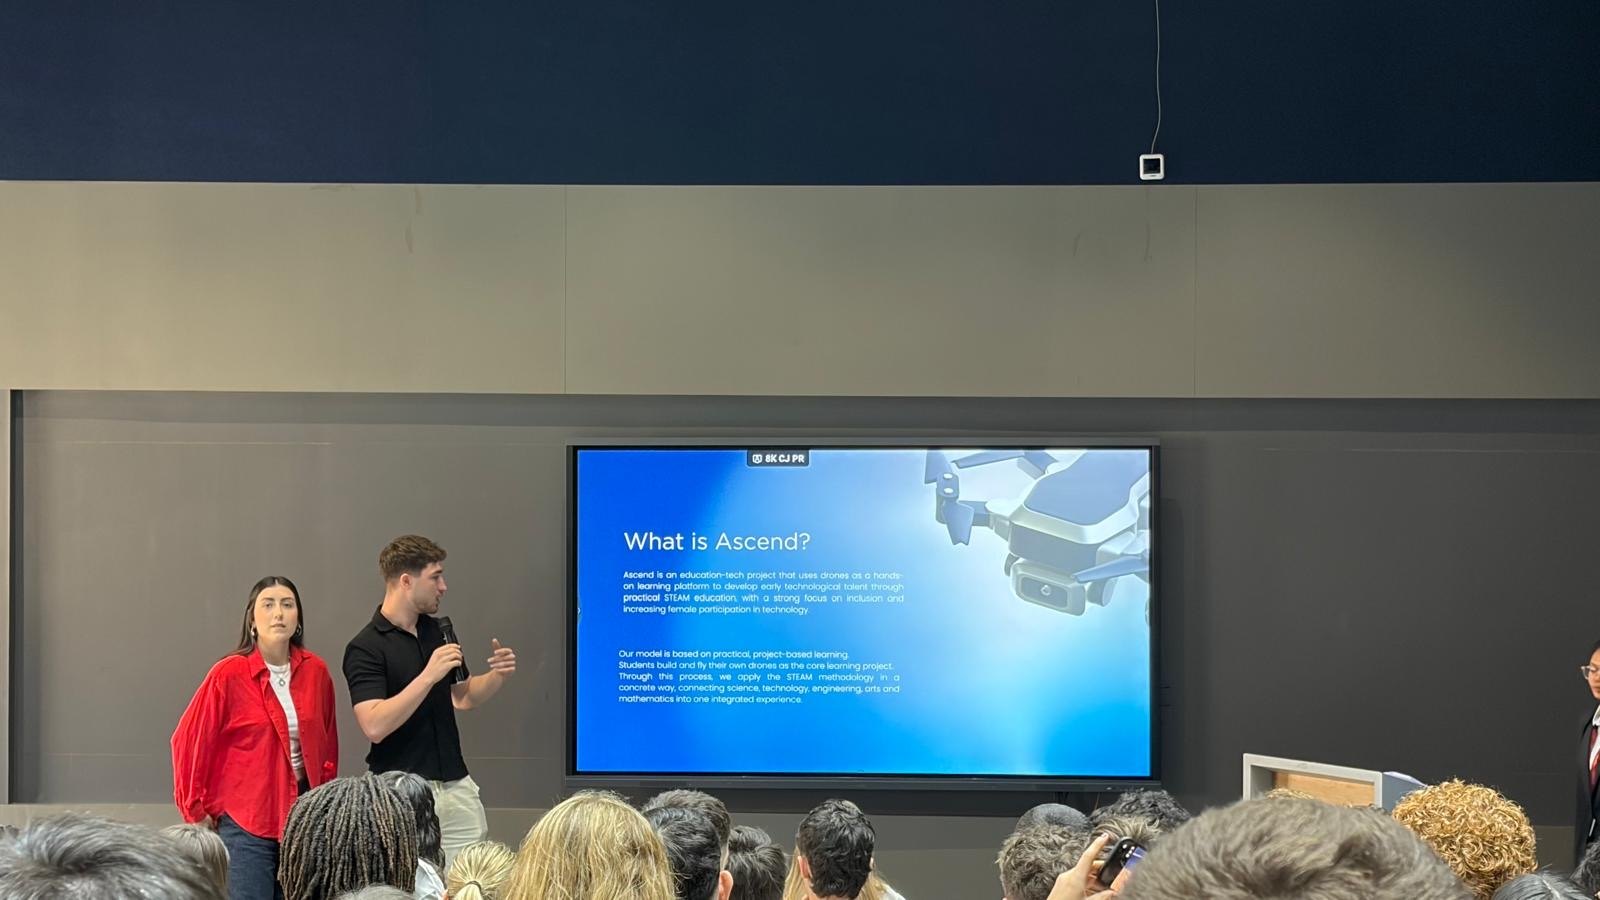 8K CJ PR
What is Ascend?
Ascend is an education-tech project that uses drones as a hands-
on learning platform to develop early technological talent through
practical STEAM education, with a strong focus on inclusion and
increasing female participation in technology.
Our model is based on practical, project-based learning.
Students build and fly their own drones as the core learning project.
Through this process, we apply the STEAM methodology in a
concrete way, connecting science, technology, engineering, arts and
mathematics into one integrated experience.